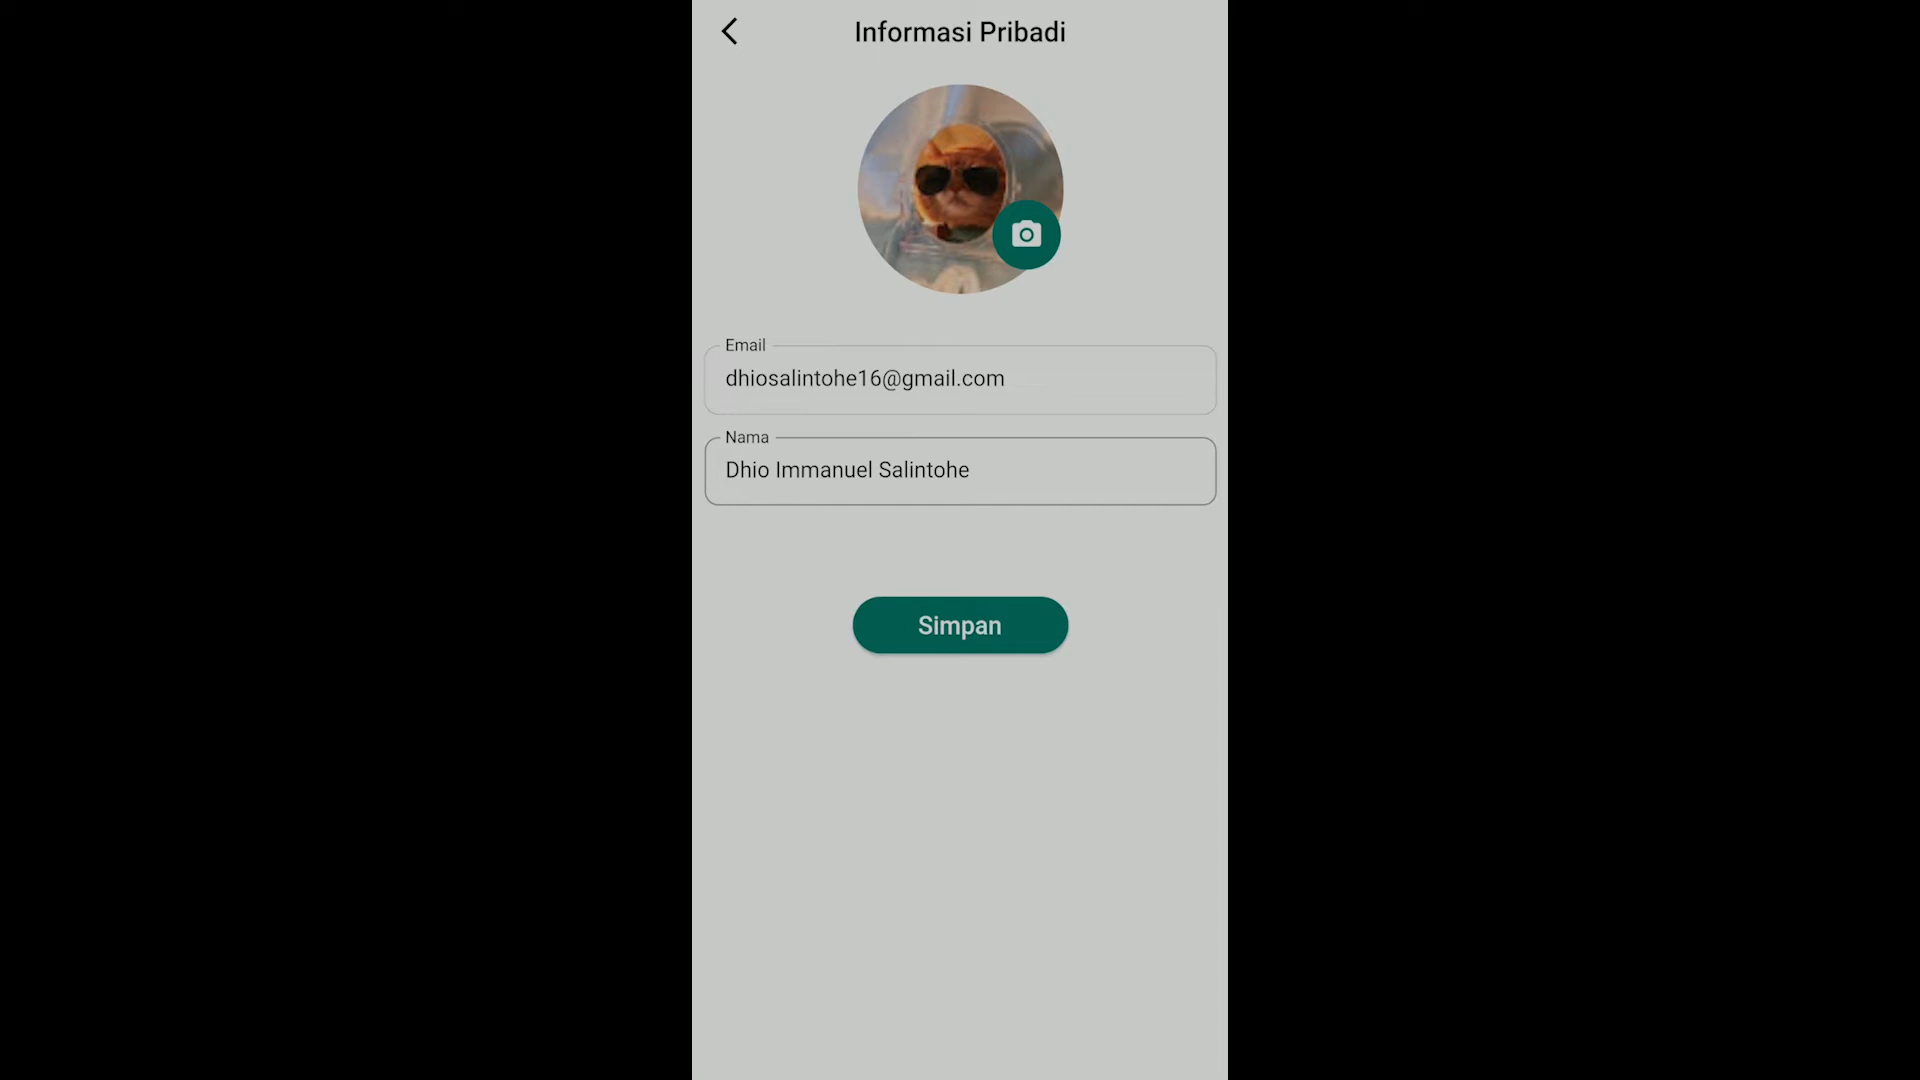 Informasi Pribadi
Email
dhiosalintohe16@gmail.com
Nama
Dhio Immanuel Salintohe
Simpan